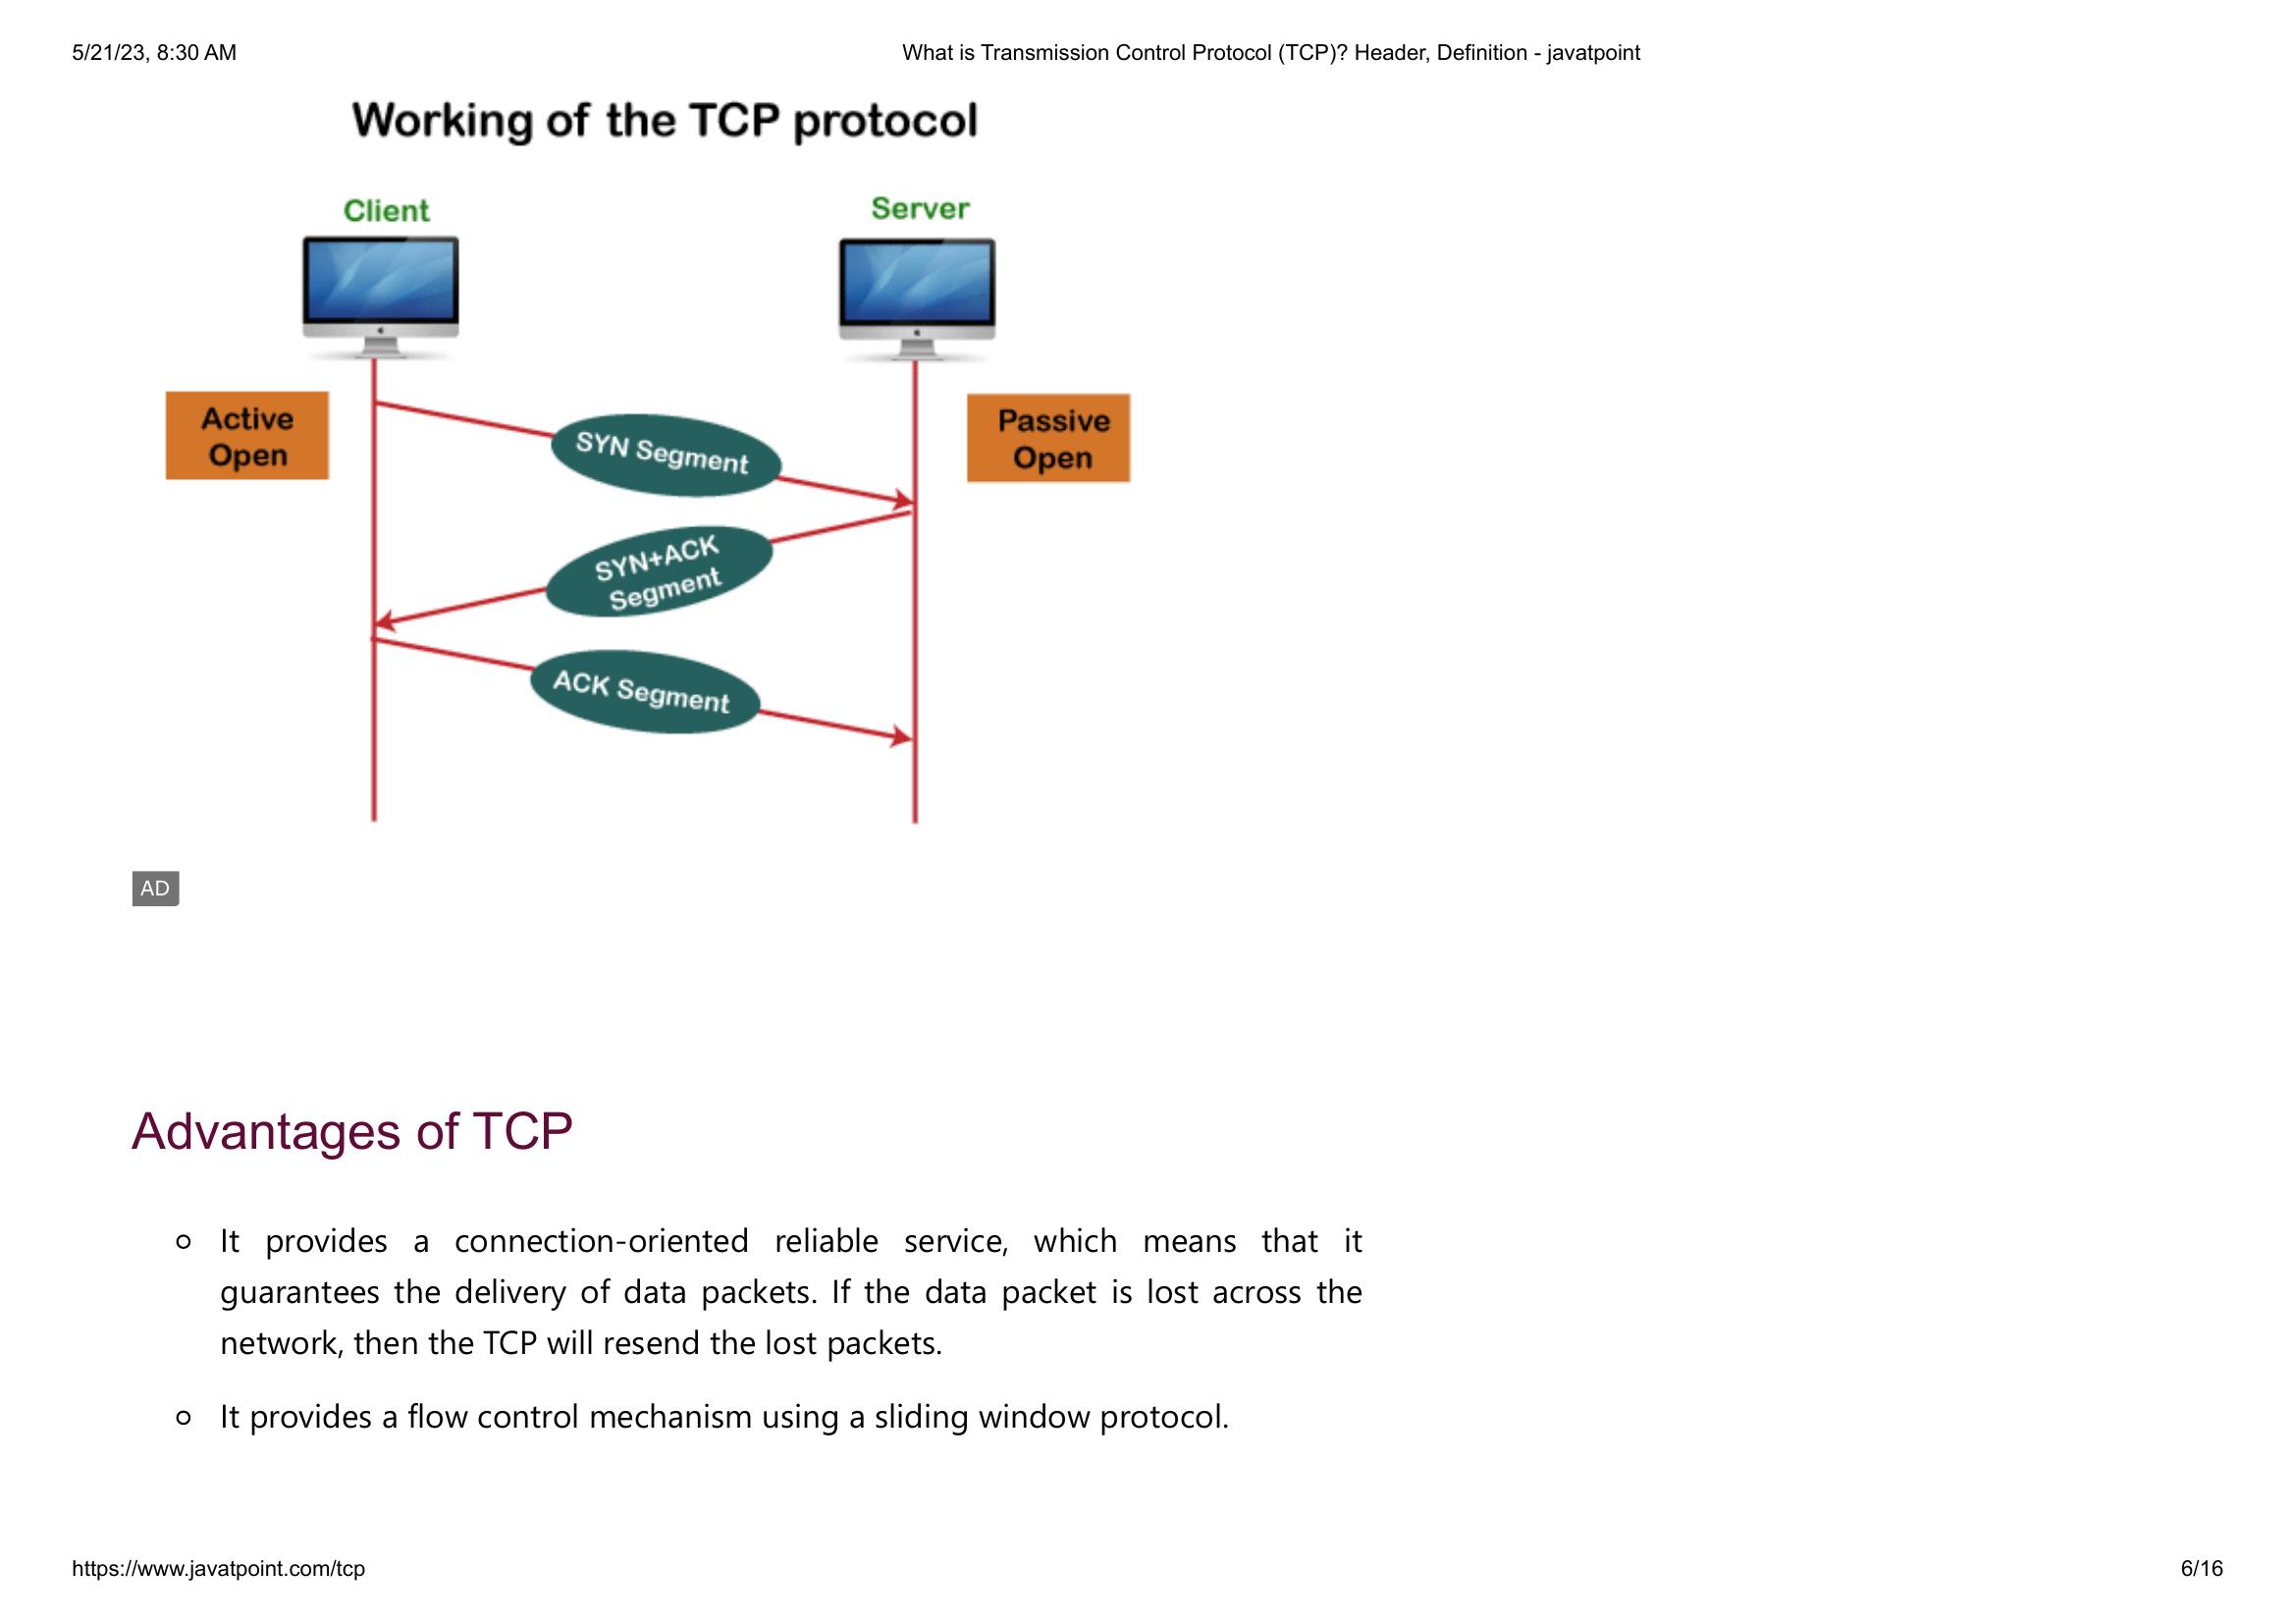 5/21/23, 8:30 AM
What is Transmission Control Protocol (TCP)? Header, Definition - javatpoint
Working of the TCP protocol
Client
Server
Active
Open
Passive
Open
SYN Segment
SYN+ACK
Segment
ACK Segment
AD
Advantages of TCP
It provides a connection-oriented reliable service, which means that it
guarantees the delivery of data packets. If the data packet is lost across the
network, then the TCP will resend the lost packets.
It provides a flow control mechanism using a sliding window protocol.
https://www.javatpoint.com/tcp
6/16